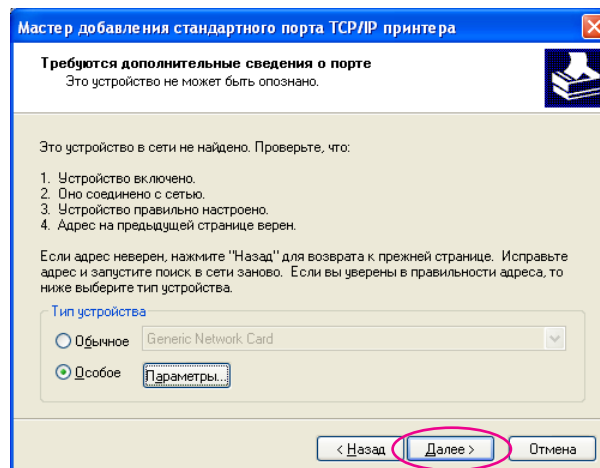 Мастер добавления стандартного порта TCP/IP принтера
Требуются дополнительные сведения о порте
Это устройство не может быть опознано.
Это устройство в сети не найдено. Проверьте, что:
1. Устройство включено.
2. Оно соединено с сетью.
3. Устройство правильно настроено.
4. Адрес на предыдущей странице верен.
Если адрес неверен, нажмите "Назад" для возврата к прежней странице. Исправьте
адрес и запустите поиск в сети заново. Если вы уверены в правильности адреса, то
ниже выберите тип устройства.
Тип устройства
Обычное Generic Network Card
Особое Параметры...
< Назад Далее > Отмена